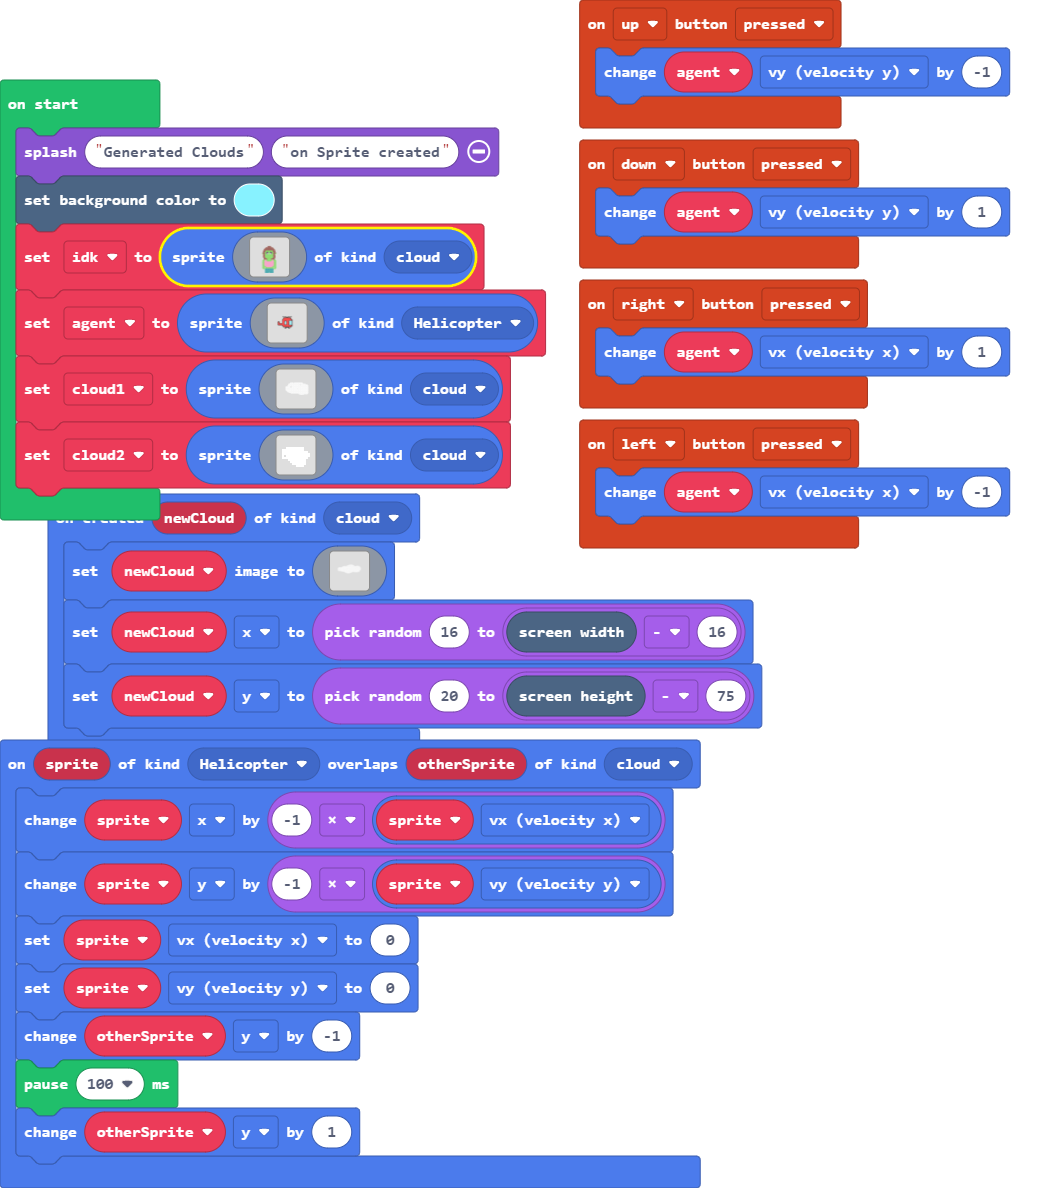 on start
splash "Generated Clouds" "on Sprite created"
set background color to
set idk to sprite of kind cloud
set agent to sprite of kind Helicopter
set cloud1 to sprite of kind cloud
set cloud2 to sprite of kind cloud
on created newCloud of kind cloud
set newCloud image to
set newCloud x to pick random 16 to screen width - 16
set newCloud y to pick random 20 to screen height - 75
on sprite of kind Helicopter overlaps otherSprite of kind cloud
change sprite x by -1 × sprite vx (velocity x)
change sprite y by -1 × sprite vy (velocity y)
set sprite vx (velocity x) to 0
set sprite vy (velocity y) to 0
change otherSprite y by -1
pause 100 ms
change otherSprite y by 1
on up button pressed
change agent vy (velocity y) by -1
on down button pressed
change agent vy (velocity y) by 1
on right button pressed
change agent vx (velocity x) by 1
on left button pressed
change agent vx (velocity x) by -1